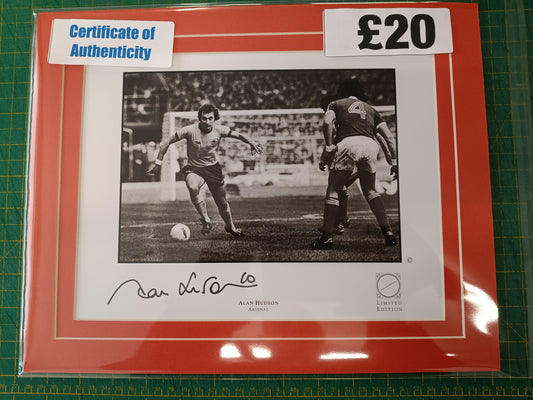 Certificate of
Authenticity
£20
4
ALAN HUDSON
ARSENAL
LIMITED
EDITION
©